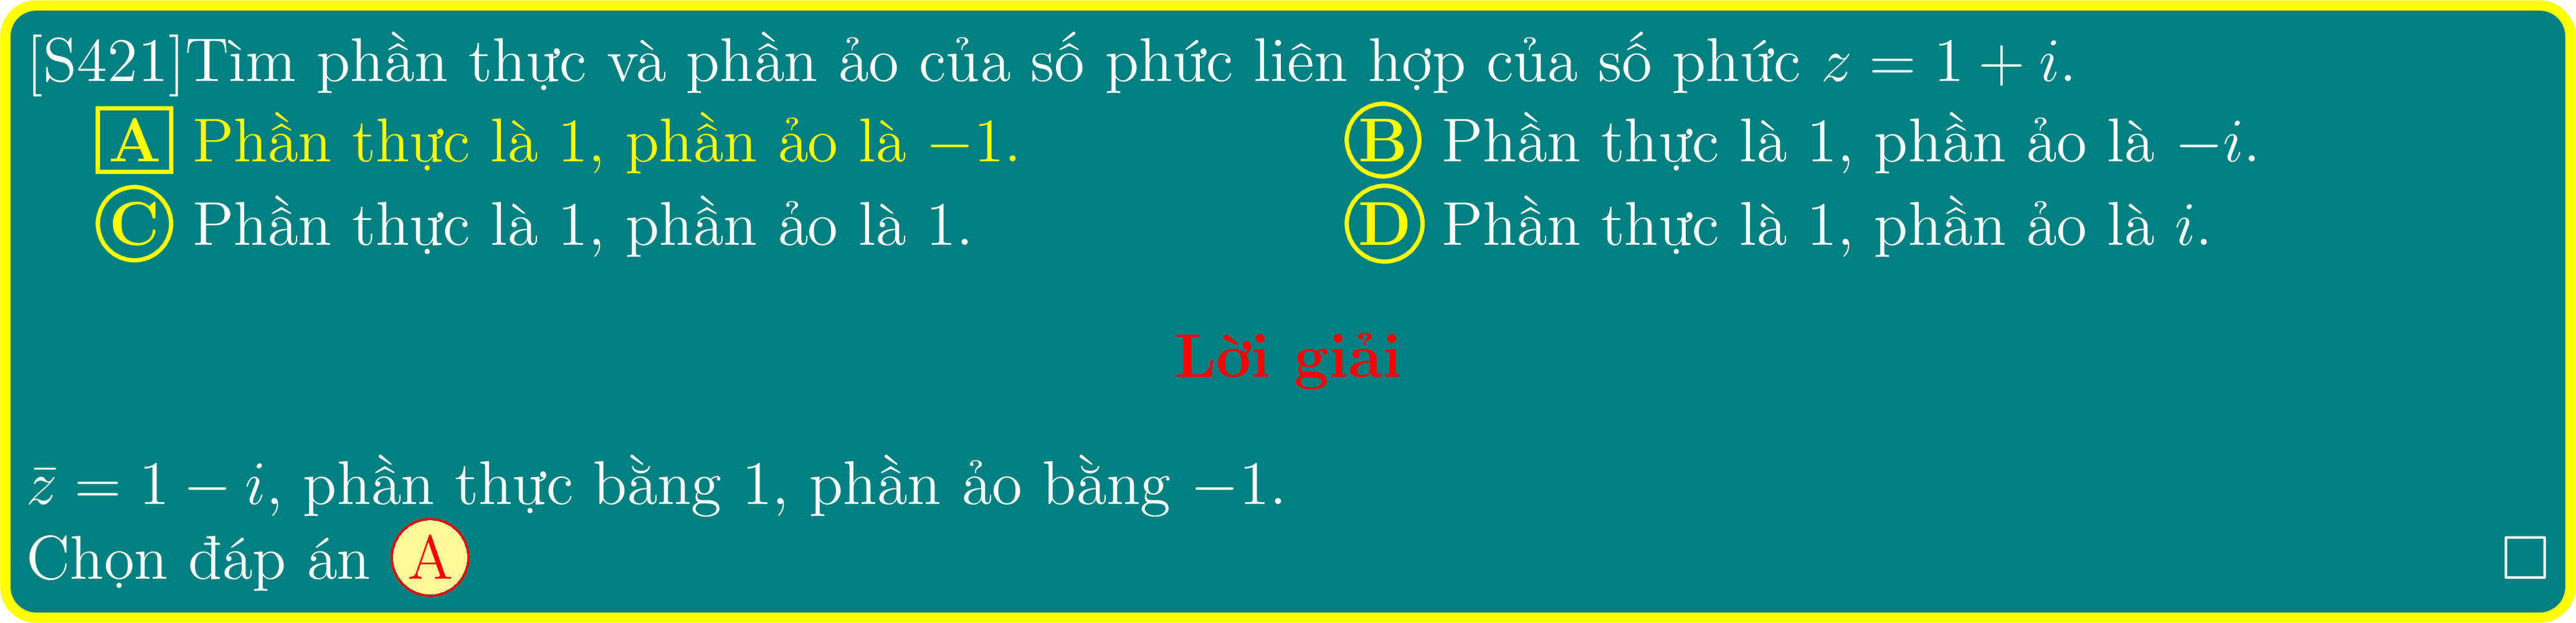 [S421]Tìm phần thực và phần ảo của số phức liên hợp của số phức z = 1 + i.
A Phần thực là 1, phần ảo là −1. B Phần thực là 1, phần ảo là −i.
C Phần thực là 1, phần ảo là 1. D Phần thực là 1, phần ảo là i.
Lời giải
z̄ = 1 − i, phần thực bằng 1, phần ảo bằng −1.
Chọn đáp án A □